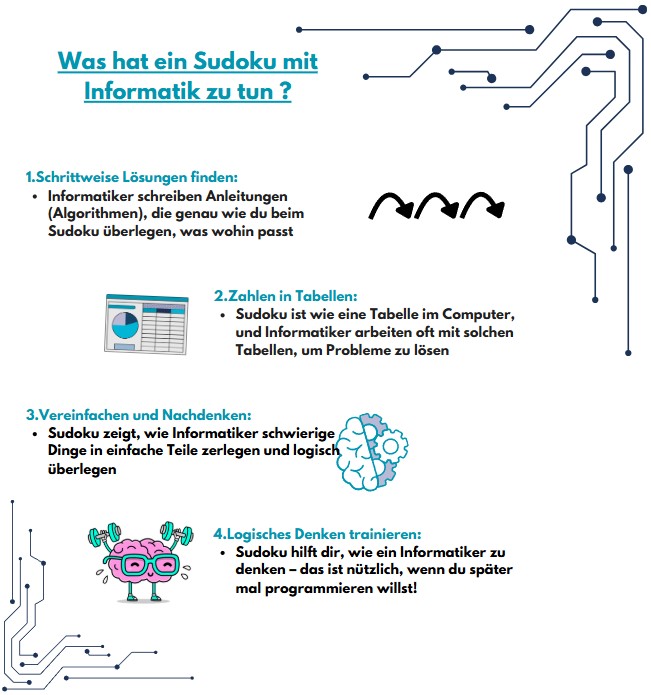 Was hat ein Sudoku mit
Informatik zu tun ?
1.Schrittweise Lösungen finden:
• Informatiker schreiben Anleitungen
(Algorithmen), die genau wie du beim
Sudoku überlegen, was wohin passt
2.Zahlen in Tabellen:
• Sudoku ist wie eine Tabelle im Computer,
und Informatiker arbeiten oft mit solchen
Tabellen, um Probleme zu lösen
3.Vereinfachen und Nachdenken:
• Sudoku zeigt, wie Informatiker schwierige
Dinge in einfache Teile zerlegen und logisch
überlegen
4.Logisches Denken trainieren:
• Sudoku hilft dir, wie ein Informatiker zu
denken – das ist nützlich, wenn du später
mal programmieren willst!